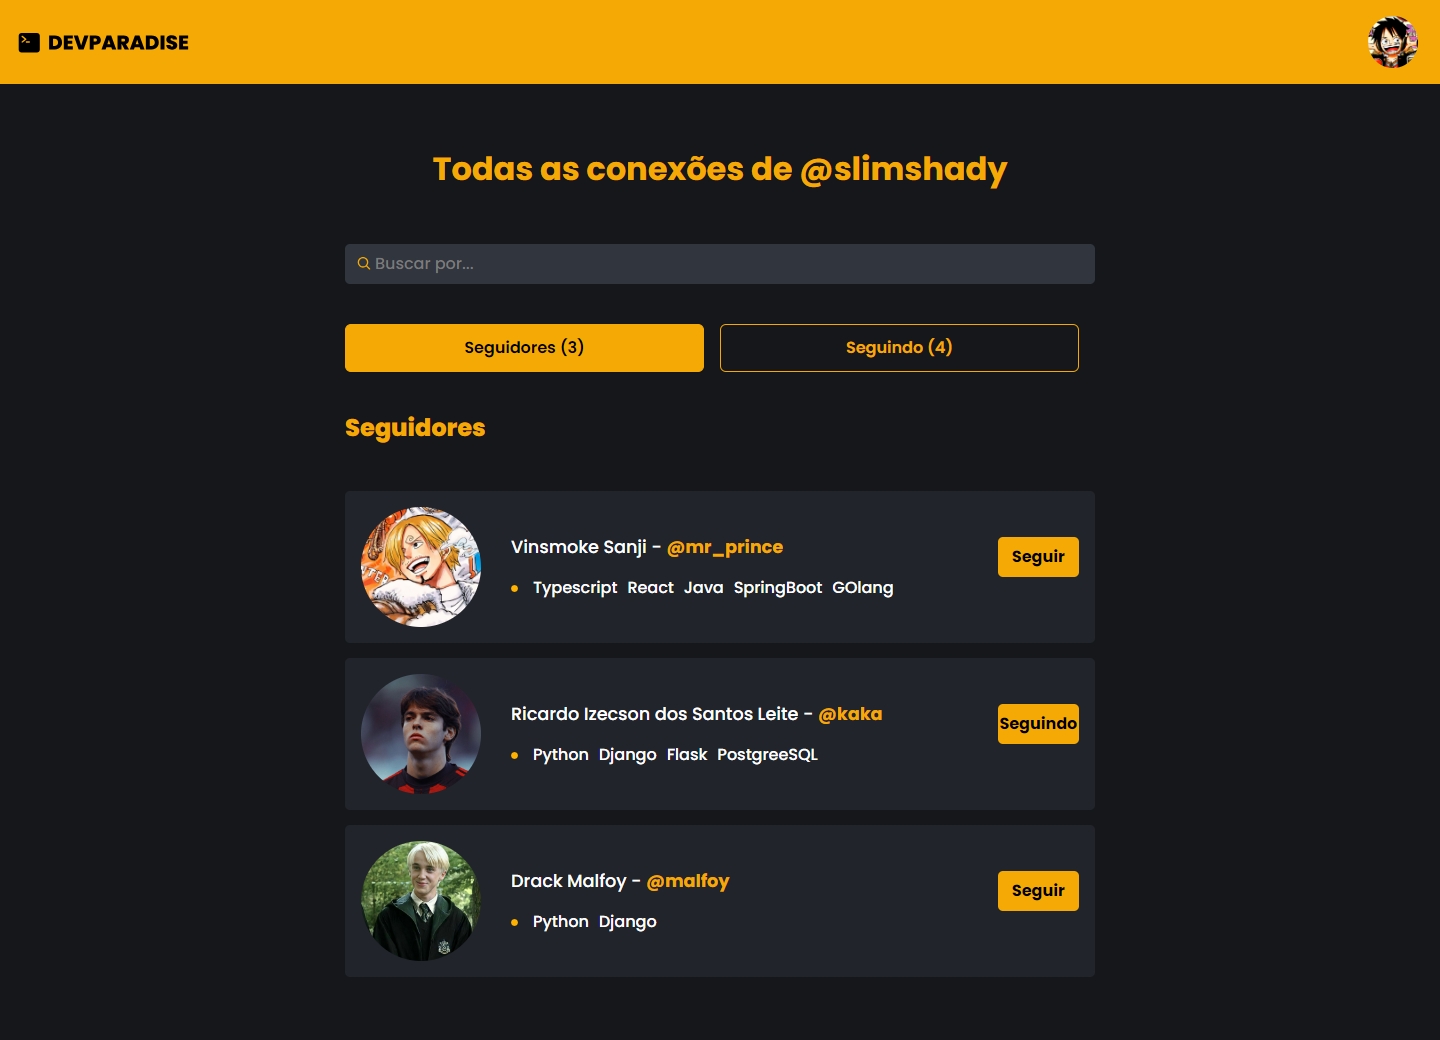 DEVPARADISE
Todas as conexões de @slimshady
Buscar por...
Seguidores (3)
Seguindo (4)
Seguidores
Vinsmoke Sanji - @mr_prince
Seguir
Typescript React Java SpringBoot GOlang
Ricardo Izecson dos Santos Leite - @kaka
Seguindo
Python Django Flask PostgreeSQL
Drack Malfoy - @malfoy
Seguir
Python Django